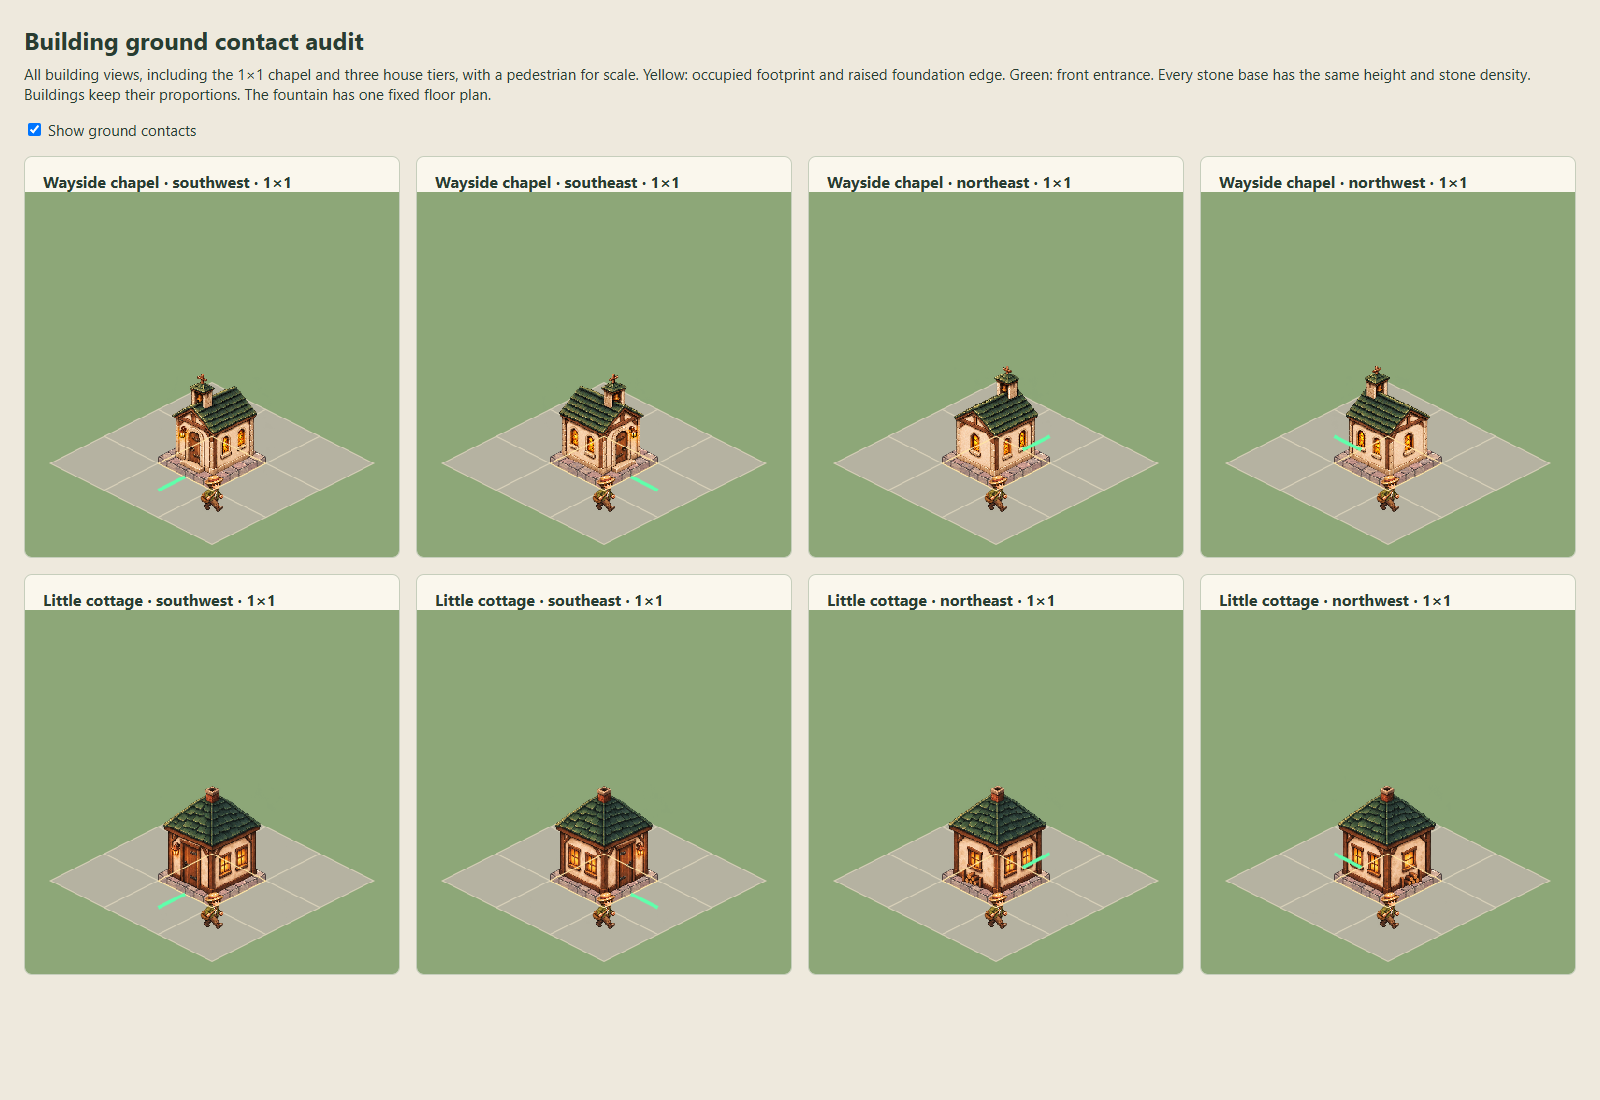 Building ground contact audit
All building views, including the 1×1 chapel and three house tiers, with a pedestrian for scale. Yellow: occupied footprint and raised foundation edge. Green: front entrance. Every stone base has the same height and stone density.
Buildings keep their proportions. The fountain has one fixed floor plan.
Show ground contacts
Wayside chapel · southwest · 1×1
Wayside chapel · southeast · 1×1
Wayside chapel · northeast · 1×1
Wayside chapel · northwest · 1×1
Little cottage · southwest · 1×1
Little cottage · southeast · 1×1
Little cottage · northeast · 1×1
Little cottage · northwest · 1×1